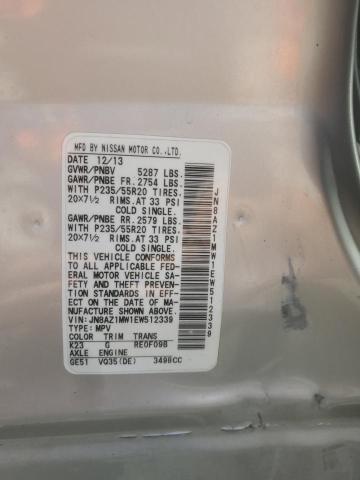 MFD BY NISSAN MOTOR CO.,LTD.
DATE 12/13
GVWR/PNBV 5287 LBS.
GAWR/PNBE FR. 2754 LBS.
WITH P235/55R20 TIRES.
20X7½ RIMS. AT 33 PSI
COLD SINGLE.
GAWR/PNBE RR. 2579 LBS.
WITH P235/55R20 TIRES.
20X7½ RIMS. AT 33 PSI
COLD SINGLE.
THIS VEHICLE CONFORMS
TO ALL APPLICABLE FED-
ERAL MOTOR VEHICLE SA-
FETY AND THEFT PREVENTION
STANDARDS IN EFFECT
ON THE DATE OF MA-
NUFACTURE SHOWN ABOVE.
VIN: JN8AZ1MW1EW512339
TYPE: MPV
COLOR TRIM TRANS
K23 G RE0F09B
AXLE ENGINE
GE51 VQ35(DE) 3498CC
JN8AZ1MW1EW512339